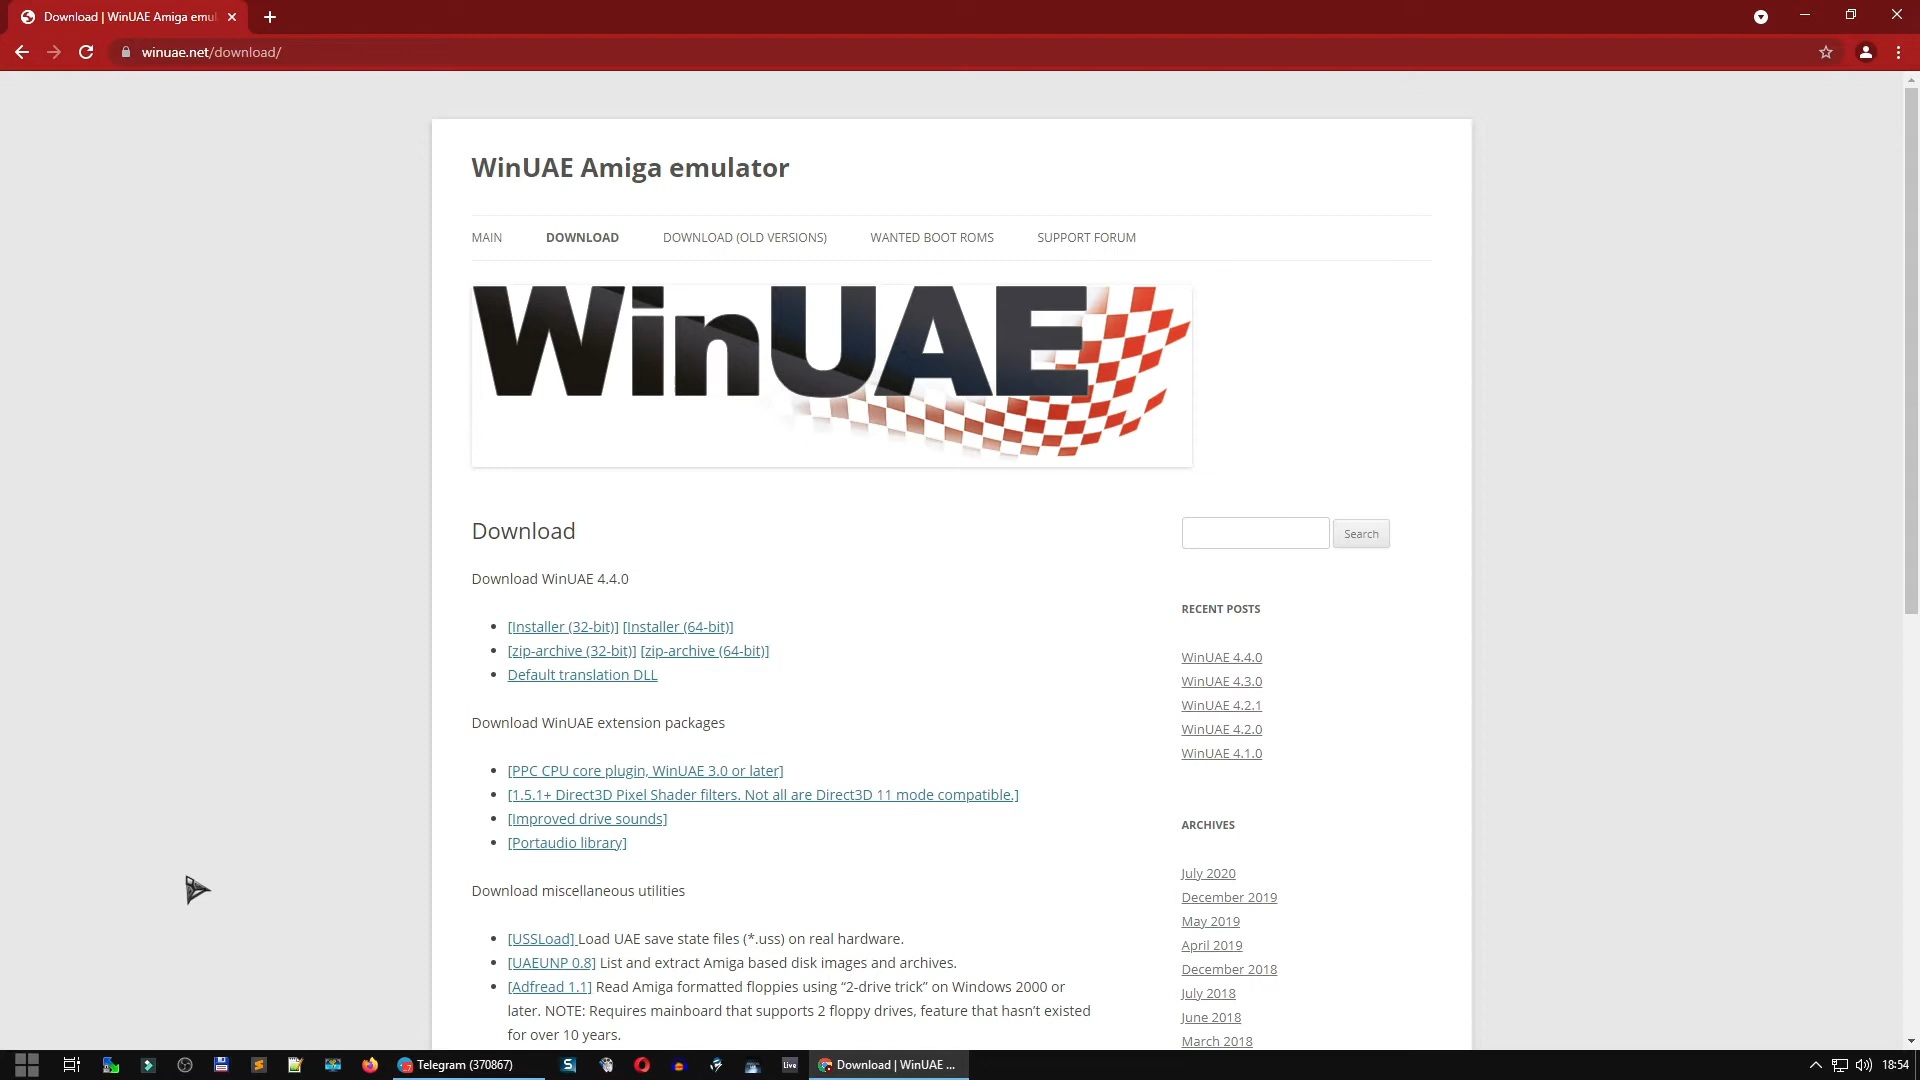 Download | WinUAE Amiga emul
winuae.net/download/
WinUAE Amiga emulator
MAIN DOWNLOAD DOWNLOAD (OLD VERSIONS) WANTED BOOT ROMS SUPPORT FORUM
WinUAE
Download
Download WinUAE 4.4.0
[Installer (32-bit)] [Installer (64-bit)]
[zip-archive (32-bit)] [zip-archive (64-bit)]
Default translation DLL
Download WinUAE extension packages
[PPC CPU core plugin, WinUAE 3.0 or later]
[1.5.1+ Direct3D Pixel Shader filters. Not all are Direct3D 11 mode compatible.]
[Improved drive sounds]
[Portaudio library]
Download miscellaneous utilities
[USSLoad] Load UAE save state files (*.uss) on real hardware.
[UAEUNP 0.8] List and extract Amiga based disk images and archives.
[Adfread 1.1] Read Amiga formatted floppies using “2-drive trick” on Windows 2000 or
later. NOTE: Requires mainboard that supports 2 floppy drives, feature that hasn’t existed
for over 10 years.
Search
RECENT POSTS
WinUAE 4.4.0
WinUAE 4.3.0
WinUAE 4.2.1
WinUAE 4.2.0
WinUAE 4.1.0
ARCHIVES
July 2020
December 2019
May 2019
April 2019
December 2018
July 2018
June 2018
March 2018
Telegram (370867)
S
live
Download | WinUAE ...
18:54